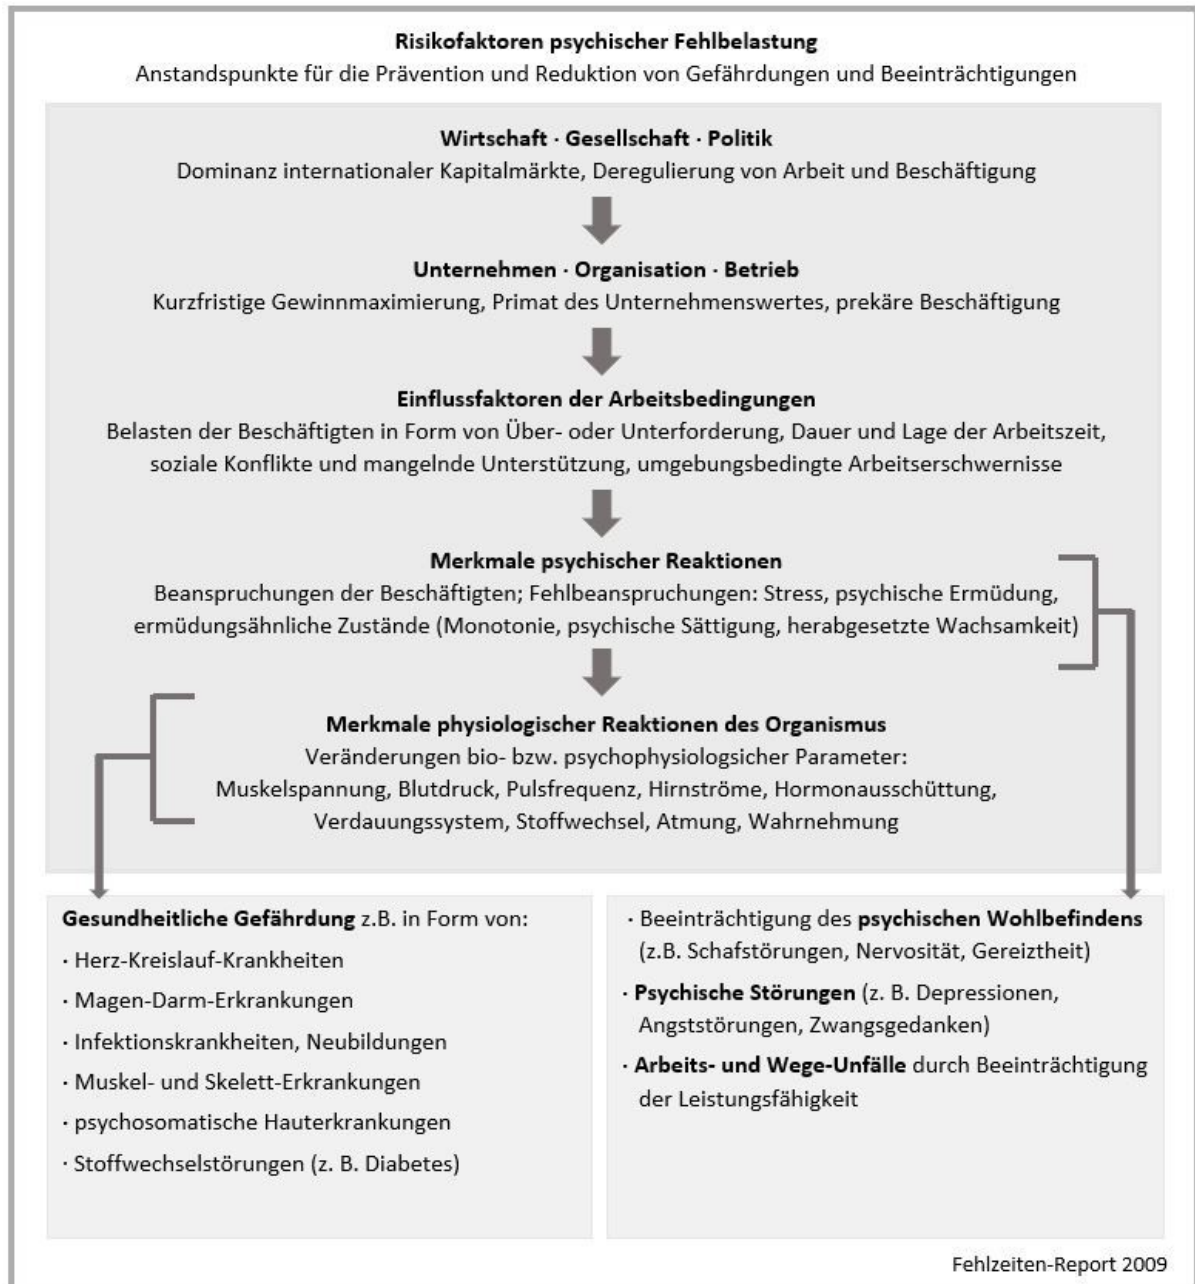 Risikofaktoren psychischer Fehlbelastung
Anstandspunkte für die Prävention und Reduktion von Gefährdungen und Beeinträchtigungen
Wirtschaft · Gesellschaft · Politik
Dominanz internationaler Kapitalmärkte, Deregulierung von Arbeit und Beschäftigung
Unternehmen · Organisation · Betrieb
Kurzfristige Gewinnmaximierung, Primat des Unternehmenswertes, prekäre Beschäftigung
Einflussfaktoren der Arbeitsbedingungen
Belasten der Beschäftigten in Form von Über- oder Unterforderung, Dauer und Lage der Arbeitszeit,
soziale Konflikte und mangelnde Unterstützung, umgebungsbedingte Arbeitserschwernisse
Merkmale psychischer Reaktionen
Beanspruchungen der Beschäftigten; Fehlbeanspruchungen: Stress, psychische Ermüdung,
ermüdungsähnliche Zustände (Monotonie, psychische Sättigung, herabgesetzte Wachsamkeit)
Merkmale physiologischer Reaktionen des Organismus
Veränderungen bio- bzw. psychophysiologsicher Parameter:
Muskelspannung, Blutdruck, Pulsfrequenz, Hirnströme, Hormonausschüttung,
Verdauungssystem, Stoffwechsel, Atmung, Wahrnehmung
Gesundheitliche Gefährdung z.B. in Form von:
· Herz-Kreislauf-Krankheiten
· Magen-Darm-Erkrankungen
· Infektionskrankheiten, Neubildungen
· Muskel- und Skelett-Erkrankungen
· psychosomatische Hauterkrankungen
· Stoffwechselstörungen (z. B. Diabetes)
· Beeinträchtigung des psychischen Wohlbefindens
(z.B. Schafstörungen, Nervosität, Gereiztheit)
· Psychische Störungen (z. B. Depressionen,
Angststörungen, Zwangsgedanken)
· Arbeits- und Wege-Unfälle durch Beeinträchtigung
der Leistungsfähigkeit
Fehlzeiten-Report 2009